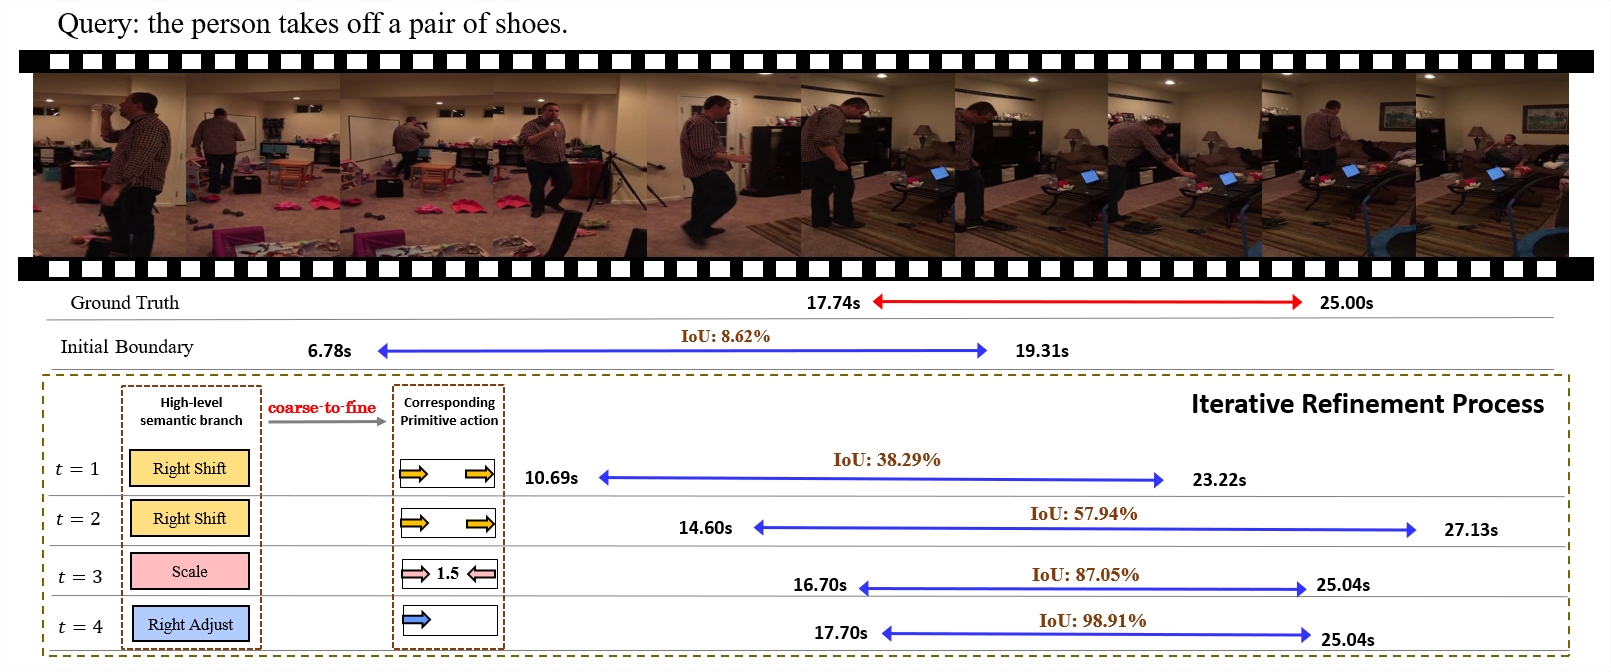 Query: the person takes off a pair of shoes.
Ground Truth
17.74s
25.00s
Initial Boundary
6.78s
IoU: 8.62%
19.31s
High-level
semantic branch
coarse-to-fine
Corresponding
Primitive action
Iterative Refinement Process
t = 1
Right Shift
10.69s
IoU: 38.29%
23.22s
t = 2
Right Shift
14.60s
IoU: 57.94%
27.13s
t = 3
Scale
1.5
16.70s
IoU: 87.05%
25.04s
t = 4
Right Adjust
17.70s
IoU: 98.91%
25.04s